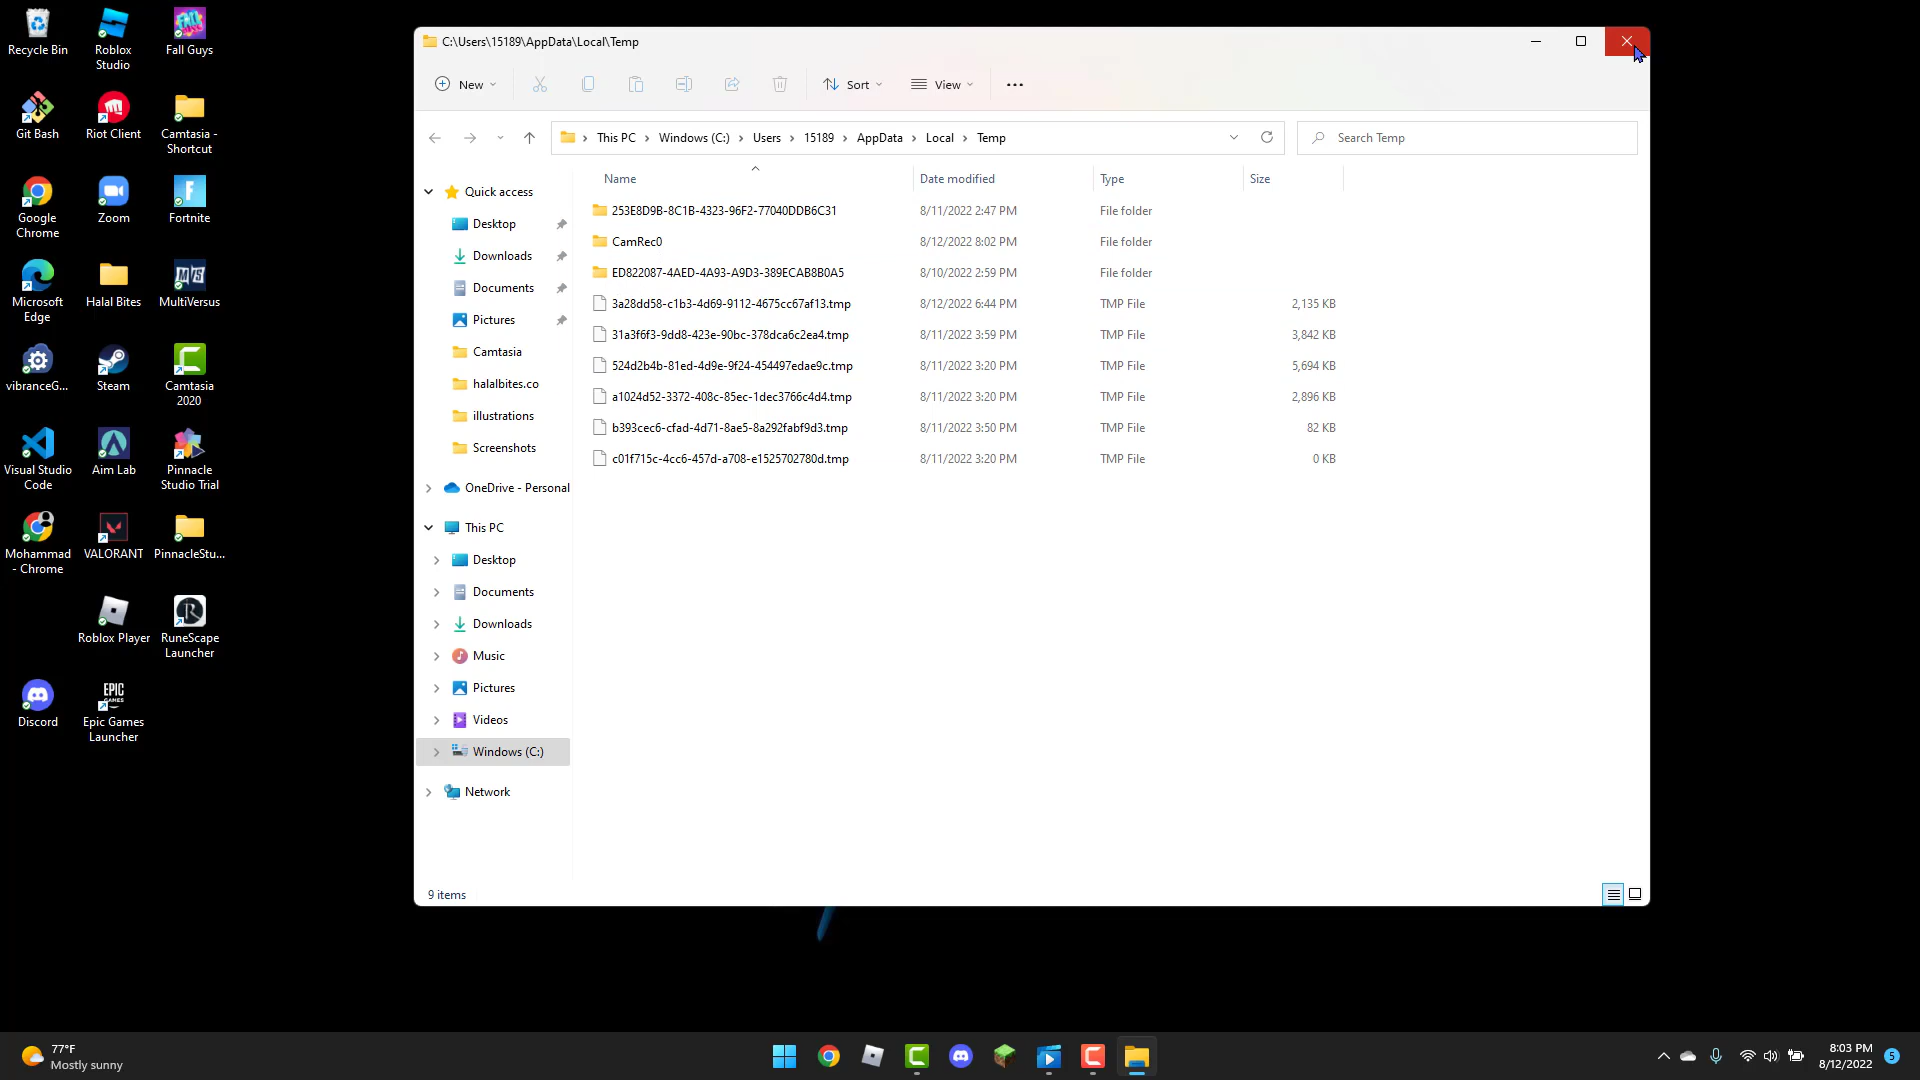 Recycle Bin
Roblox
Studio
Fall Guys
Git Bash
Riot Client
Camtasia -
Shortcut
Google
Chrome
Zoom
Fortnite
Microsoft
Edge
Halal Bites
MultiVersus
vibranceG...
Steam
Camtasia
2020
Visual Studio
Code
Aim Lab
Pinnacle
Studio Trial
Mohammad
- Chrome
VALORANT
PinnacleStu...
Roblox Player
RuneScape
Launcher
Discord
EPIC
GAMES
Epic Games
Launcher
C:\Users\15189\AppData\Local\Temp
New
Sort
View
This PC > Windows (C:) > Users > 15189 > AppData > Local > Temp
Search Temp
Quick access
Desktop
Downloads
Documents
Pictures
Camtasia
halalbites.co
illustrations
Screenshots
OneDrive - Personal
This PC
Desktop
Documents
Downloads
Music
Pictures
Videos
Windows (C:)
Network
Name Date modified Type Size
253E8D9B-8C1B-4323-96F2-77040DDB6C31 8/11/2022 2:47 PM File folder
CamRec0 8/12/2022 8:02 PM File folder
ED822087-4AED-4A93-A9D3-389ECAB8B0A5 8/10/2022 2:59 PM File folder
3a28dd58-c1b3-4d69-9112-4675cc67af13.tmp 8/12/2022 6:44 PM TMP File 2,135 KB
31a3f6f3-9dd8-423e-90bc-378dca6c2ea4.tmp 8/11/2022 3:59 PM TMP File 3,842 KB
524d2b4b-81ed-4d9e-9f24-454497edae9c.tmp 8/11/2022 3:20 PM TMP File 5,694 KB
a1024d52-3372-408c-85ec-1dec3766c4d4.tmp 8/11/2022 3:20 PM TMP File 2,896 KB
b393cec6-cfad-4d71-8ae5-8a292fabf9d3.tmp 8/11/2022 3:50 PM TMP File 82 KB
c01f715c-4cc6-457d-a708-e1525702780d.tmp 8/11/2022 3:20 PM TMP File 0 KB
9 items
77°F
Mostly sunny
8:03 PM
8/12/2022
5